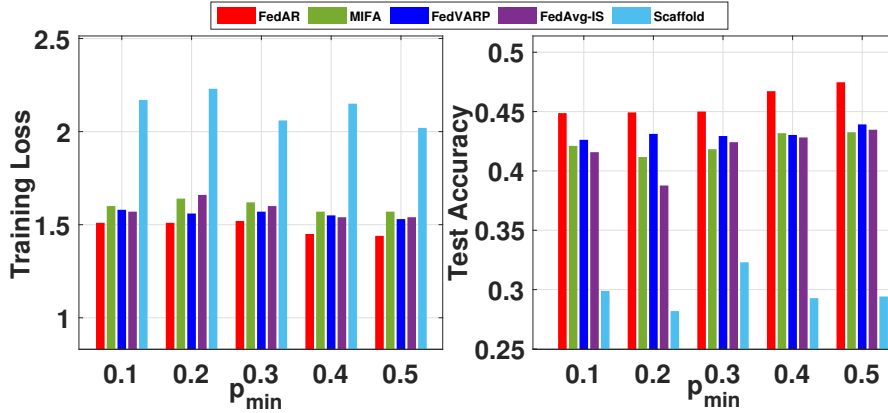 FedAR MIFA FedVARP FedAvg-IS Scaffold
Training Loss
2.5
2
1.5
1
0.1 0.2 0.3 0.4 0.5
p_min
Test Accuracy
0.5
0.45
0.4
0.35
0.3
0.25
0.1 0.2 0.3 0.4 0.5
p_min